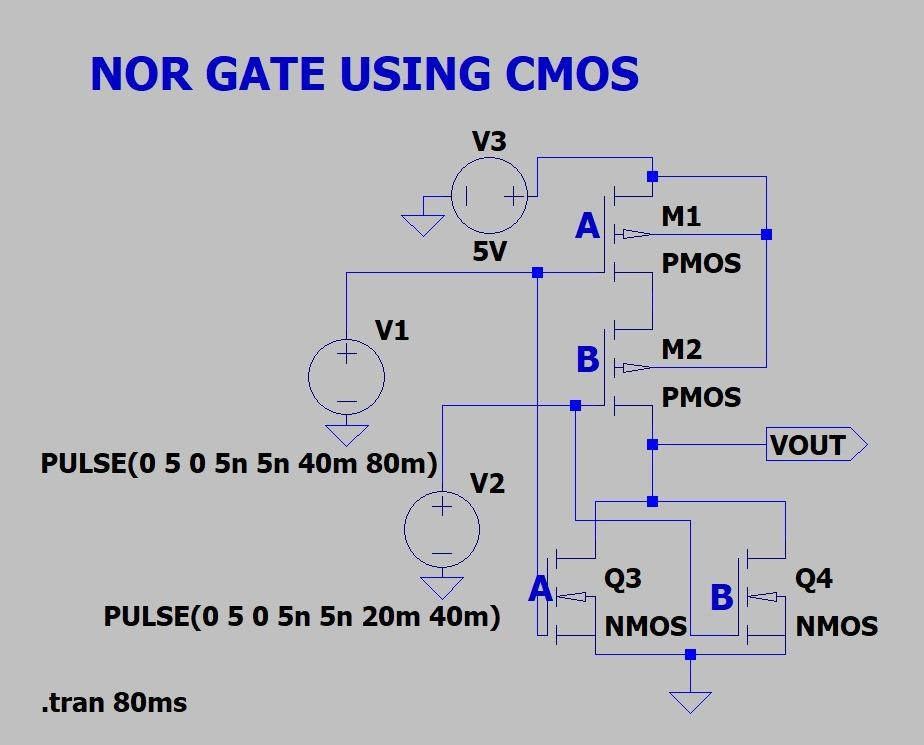 NOR GATE USING CMOS
V3
5V
A
M1
PMOS
V1
PULSE(0 5 0 5n 5n 40m 80m)
B
M2
PMOS
VOUT
V2
PULSE(0 5 0 5n 5n 20m 40m)
A
Q3
NMOS
B
Q4
NMOS
.tran 80ms